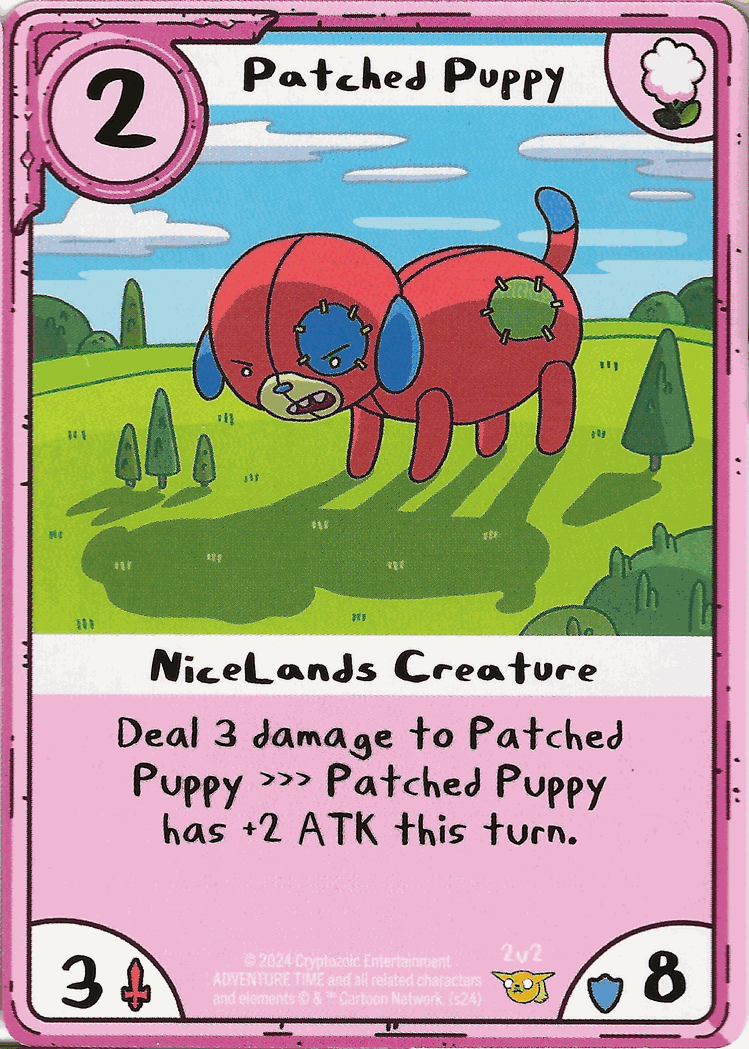 2
Patched Puppy
NiceLands Creature
Deal 3 damage to Patched
Puppy >>> Patched Puppy
has +2 ATK this turn.
3
© 2024 Cryptozoic Entertainment
ADVENTURE TIME and all related characters
and elements © & ™ Cartoon Network. (s24)
2v2
8